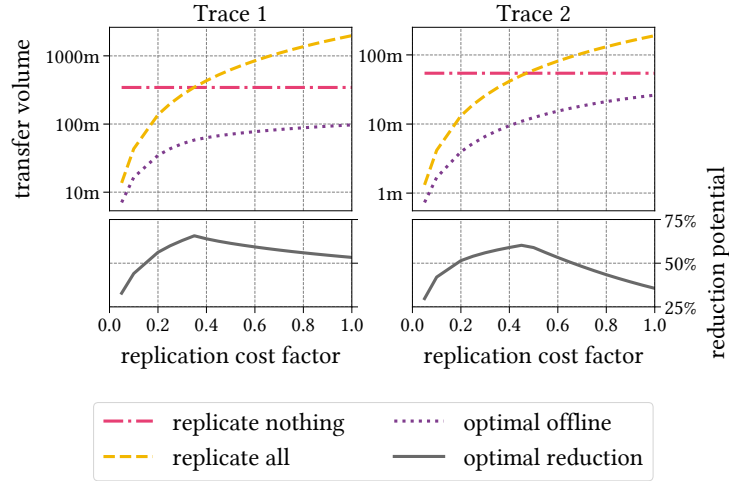 Trace 1
Trace 2
transfer volume
1000m
100m
10m
100m
10m
1m
75%
50%
25%
reduction potential
0.0 0.2 0.4 0.6 0.8 1.0
0.0 0.2 0.4 0.6 0.8 1.0
replication cost factor
replication cost factor
replicate nothing
replicate all
optimal offline
optimal reduction